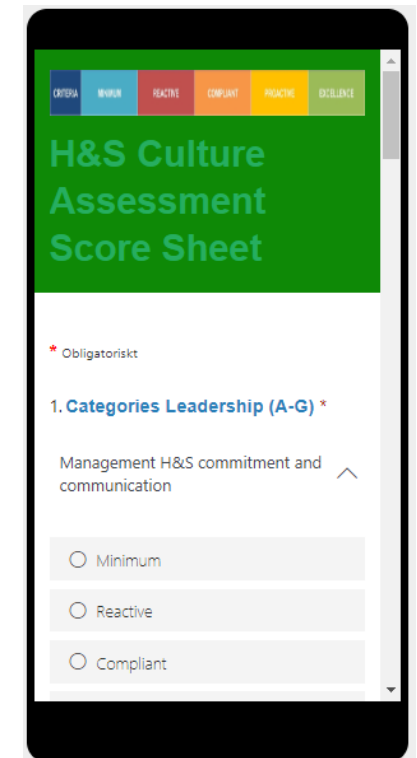 CRITERIA MINIMUM REACTIVE COMPLIANT PROACTIVE EXCELLENCE
H&S Culture
Assessment
Score Sheet
* Obligatoriskt
1. Categories Leadership (A-G) *
Management H&S commitment and
communication
Minimum
Reactive
Compliant